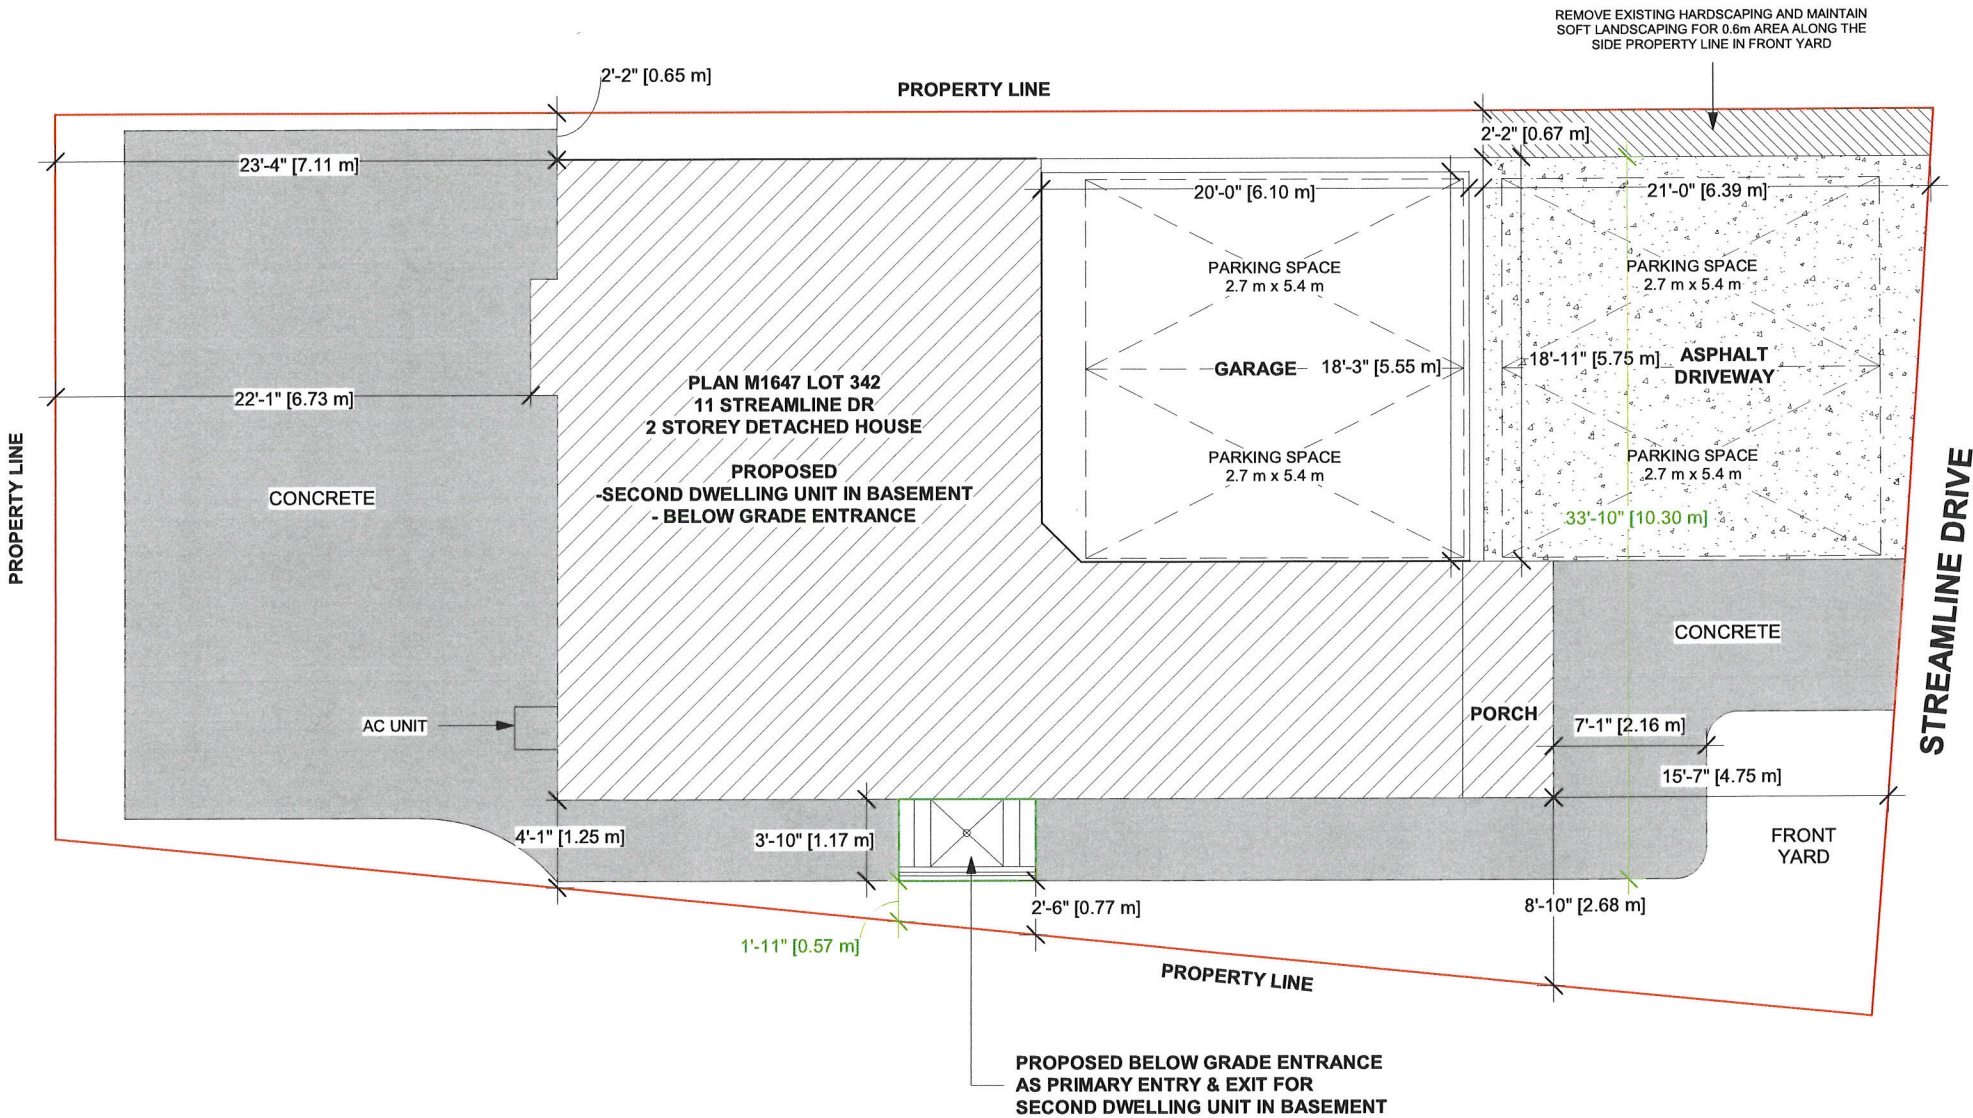 REMOVE EXISTING HARDSCAPING AND MAINTAIN
SOFT LANDSCAPING FOR 0.6m AREA ALONG THE
SIDE PROPERTY LINE IN FRONT YARD
2'-2" [0.65 m]
PROPERTY LINE
2'-2" [0.67 m]
23'-4" [7.11 m]
20'-0" [6.10 m]
21'-0" [6.39 m]
PARKING SPACE
2.7 m x 5.4 m
PARKING SPACE
2.7 m x 5.4 m
GARAGE
18'-3" [5.55 m]
18'-11" [5.75 m]
ASPHALT
DRIVEWAY
22'-1" [6.73 m]
PLAN M1647 LOT 342
11 STREAMLINE DR
2 STOREY DETACHED HOUSE
PROPOSED
-SECOND DWELLING UNIT IN BASEMENT
- BELOW GRADE ENTRANCE
PROPERTY LINE
CONCRETE
PARKING SPACE
2.7 m x 5.4 m
PARKING SPACE
2.7 m x 5.4 m
33'-10" [10.30 m]
STREAMLINE DRIVE
CONCRETE
AC UNIT
PORCH
7'-1" [2.16 m]
15'-7" [4.75 m]
4'-1" [1.25 m]
3'-10" [1.17 m]
FRONT
YARD
2'-6" [0.77 m]
8'-10" [2.68 m]
1'-11" [0.57 m]
PROPERTY LINE
PROPOSED BELOW GRADE ENTRANCE
AS PRIMARY ENTRY & EXIT FOR
SECOND DWELLING UNIT IN BASEMENT